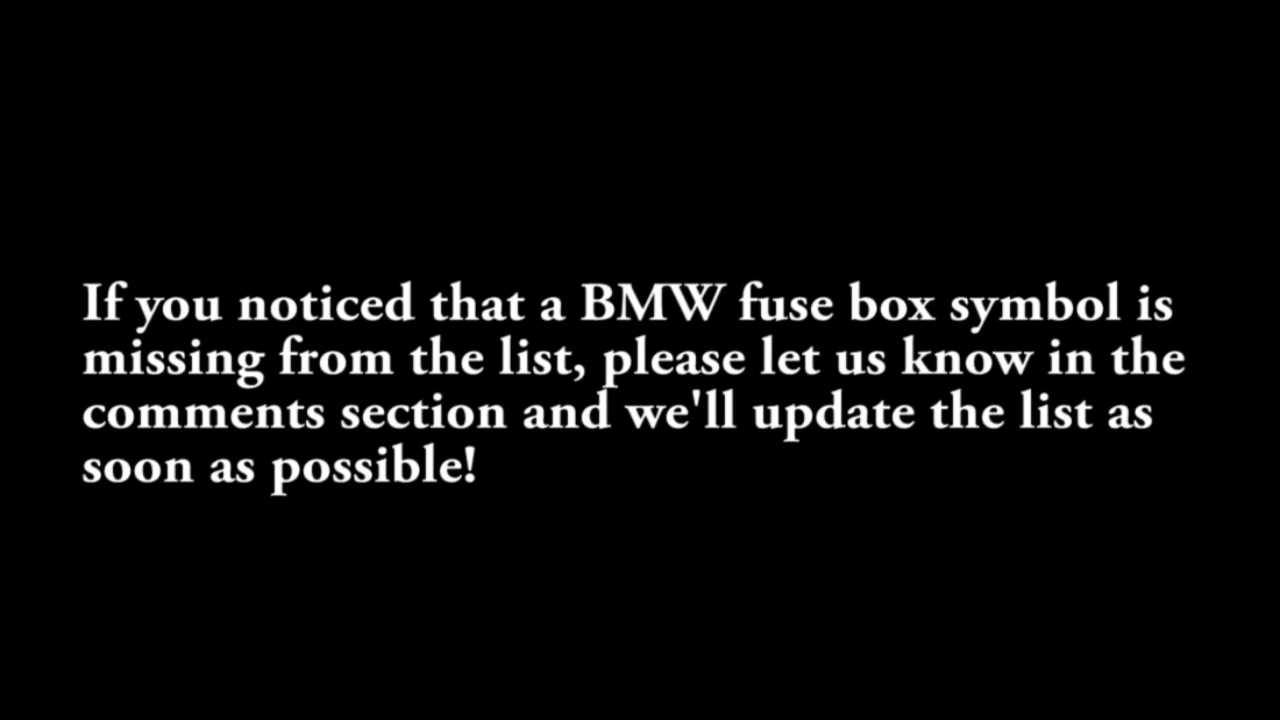 If you noticed that a BMW fuse box symbol is
missing from the list, please let us know in the
comments section and we'll update the list as
soon as possible!